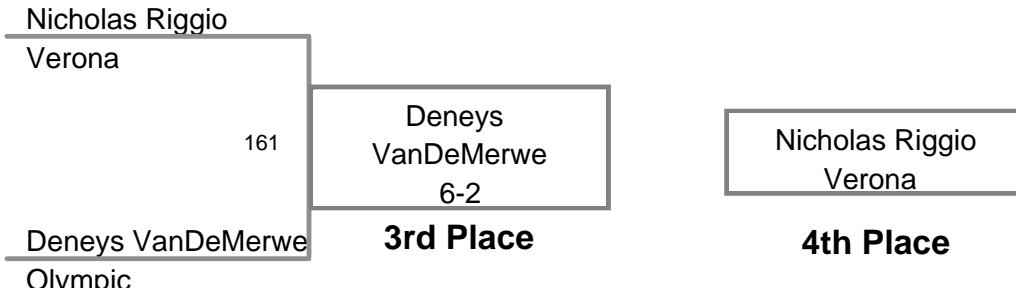 Nicholas Riggio
Verona
161
Deneys VanDeMerwe
Olympic
Deneys
VanDeMerwe
6-2
3rd Place
Nicholas Riggio
Verona
4th Place